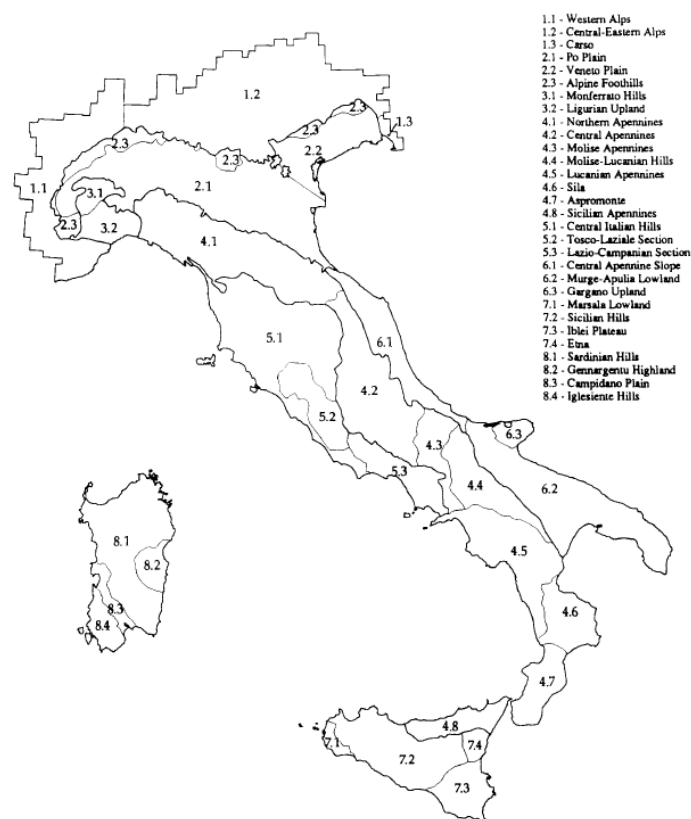 1.1 - Western Alps
1.2 - Central-Eastern Alps
1.3 - Carso
2.1 - Po Plain
2.2 - Veneto Plain
2.3 - Alpine Foothills
3.1 - Monferrato Hills
3.2 - Ligurian Upland
4.1 - Northern Apennines
4.2 - Central Apennines
4.3 - Molise Apennines
4.4 - Molise-Lucanian Hills
4.5 - Lucanian Apennines
4.6 - Sila
4.7 - Aspromonte
4.8 - Sicilian Apennines
5.1 - Central Italian Hills
5.2 - Tosco-Laziale Section
5.3 - Lazio-Campanian Section
6.1 - Central Apennine Slope
6.2 - Murge-Apulia Lowland
6.3 - Gargano Upland
7.1 - Marsala Lowland
7.2 - Sicilian Hills
7.3 - Iblei Plateau
7.4 - Etna
8.1 - Sardinian Hills
8.2 - Gennargentu Highland
8.3 - Campidano Plain
8.4 - Iglesiente Hills
1.2
2.3
1.3
2.3
2.3
2.2
2.3
1.1
3.1
2.1
2.3
3.2
4.1
5.1
6.1
4.2
5.2
4.3
6.3
5.3
4.4
6.2
8.1
4.5
8.2
8.3
4.6
8.4
4.7
4.8
7.1
7.4
7.2
7.3